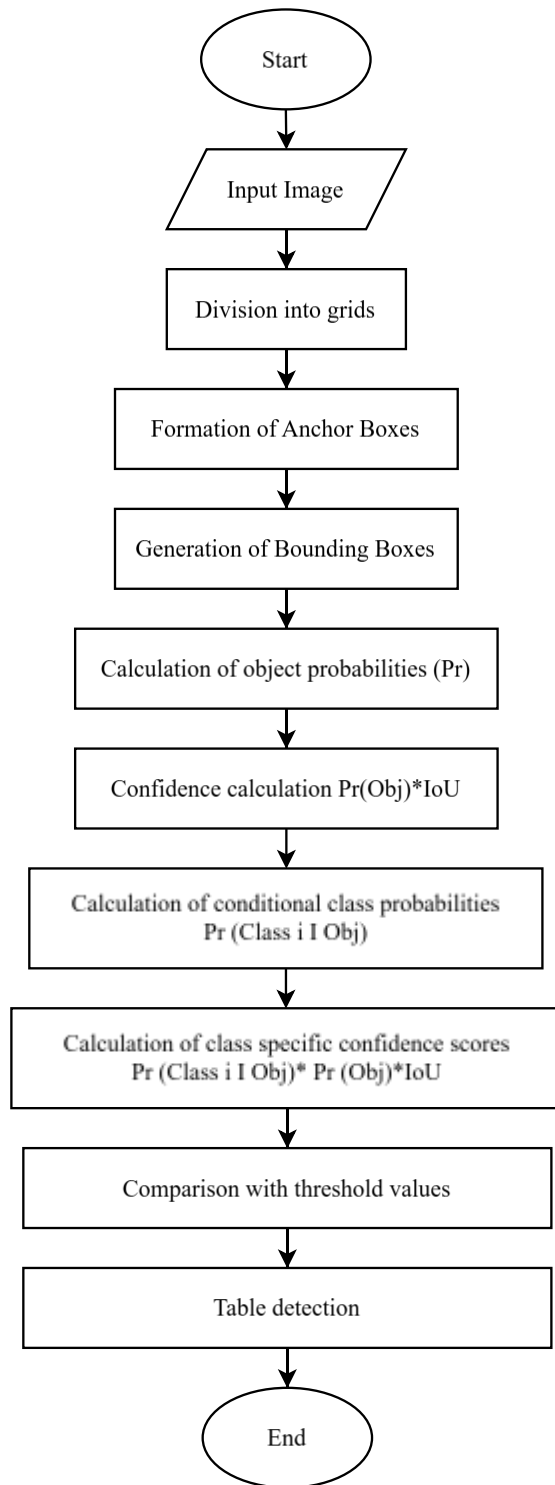 Start
Input Image
Division into grids
Formation of Anchor Boxes
Generation of Bounding Boxes
Calculation of object probabilities (Pr)
Confidence calculation Pr(Obj)*IoU
Calculation of conditional class probabilities
Pr (Class i I Obj)
Calculation of class specific confidence scores
Pr (Class i I Obj)* Pr (Obj)*IoU
Comparison with threshold values
Table detection
End